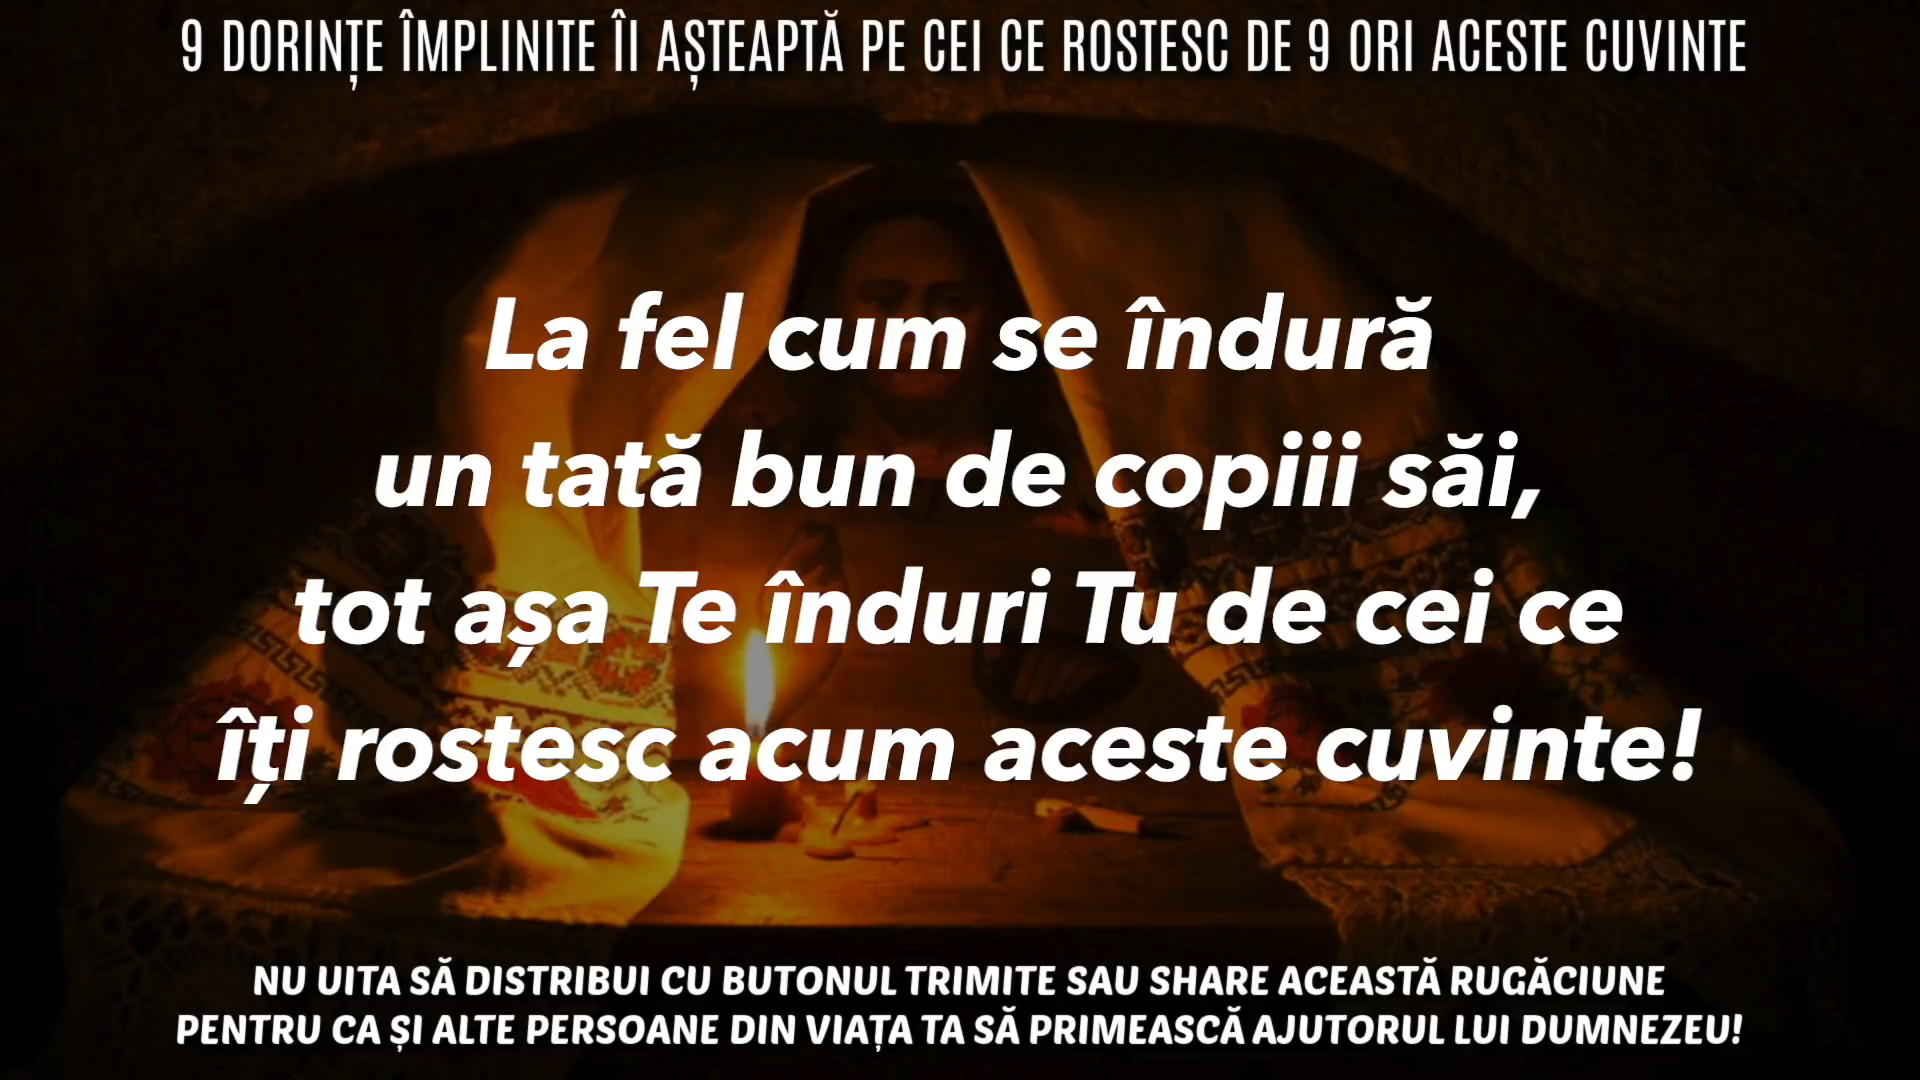 9 DORINȚE ÎMPLINITE ÎI AȘTEAPTĂ PE CEI CE ROSTESC DE 9 ORI ACESTE CUVINTE
La fel cum se îndură
un tată bun de copiii săi,
tot așa Te înduri Tu de cei ce
îți rostesc acum aceste cuvinte!
NU UITA SĂ DISTRIBUI CU BUTONUL TRIMITE SAU SHARE ACEASTĂ RUGĂCIUNE
PENTRU CA ȘI ALTE PERSOANE DIN VIAȚA TA SĂ PRIMEASCĂ AJUTORUL LUI DUMNEZEU!